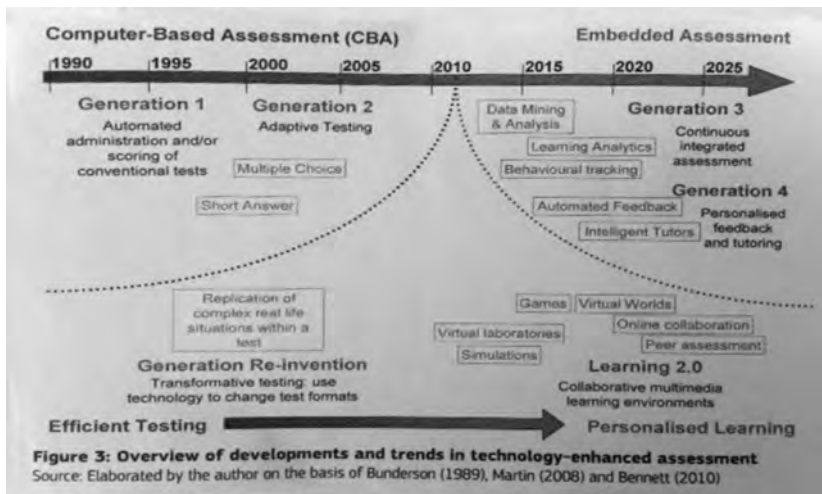 Computer-Based Assessment (CBA)
Embedded Assessment
1990 1995 2000 2005 2010 2015 2020 2025
Generation 1
Automated
administration and/or
scoring of
conventional tests
Generation 2
Adaptive Testing
Multiple Choice
Short Answer
Data Mining
& Analysis
Learning Analytics
Behavioural tracking
Generation 3
Continuous
integrated
assessment
Generation 4
Personalised
feedback
and tutoring
Automated Feedback
Intelligent Tutors
Replication of
complex real life
situations within a
test
Generation Re-invention
Transformative testing: use
technology to change test formats
Games
Virtual Worlds
Virtual laboratories
Online collaboration
Simulations
Peer assessment
Learning 2.0
Collaborative multimedia
learning environments
Efficient Testing
Personalised Learning
Figure 3: Overview of developments and trends in technology-enhanced assessment
Source: Elaborated by the author on the basis of Bunderson (1989), Martin (2008) and Bennett (2010)